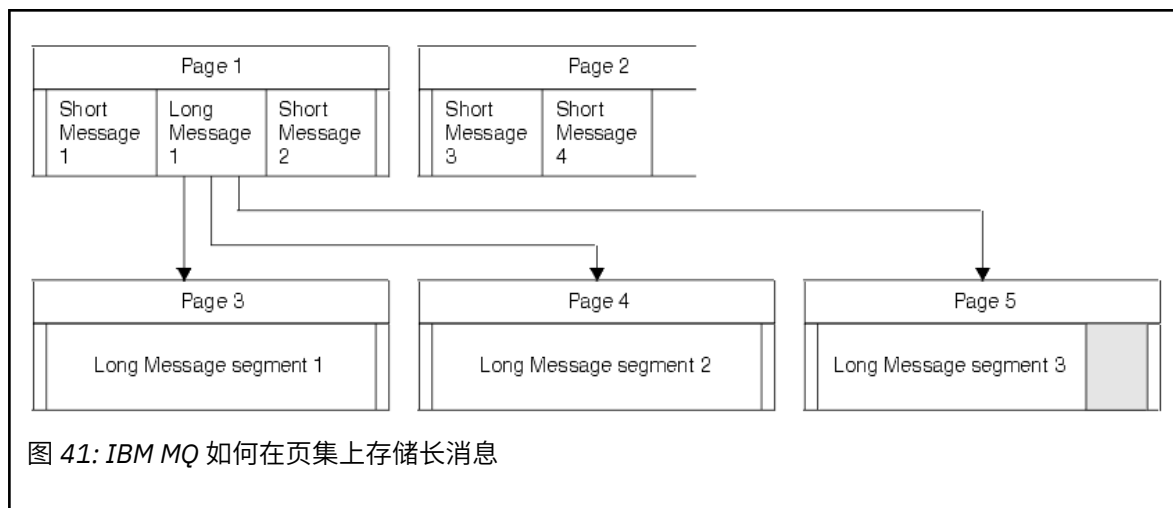 Page 1
Page 2
Short
Message
1
Long
Message
1
Short
Message
2
Short
Message
3
Short
Message
4
Page 3
Page 4
Page 5
Long Message segment 1
Long Message segment 2
Long Message segment 3
图 41: IBM MQ 如何在页集上存储长消息